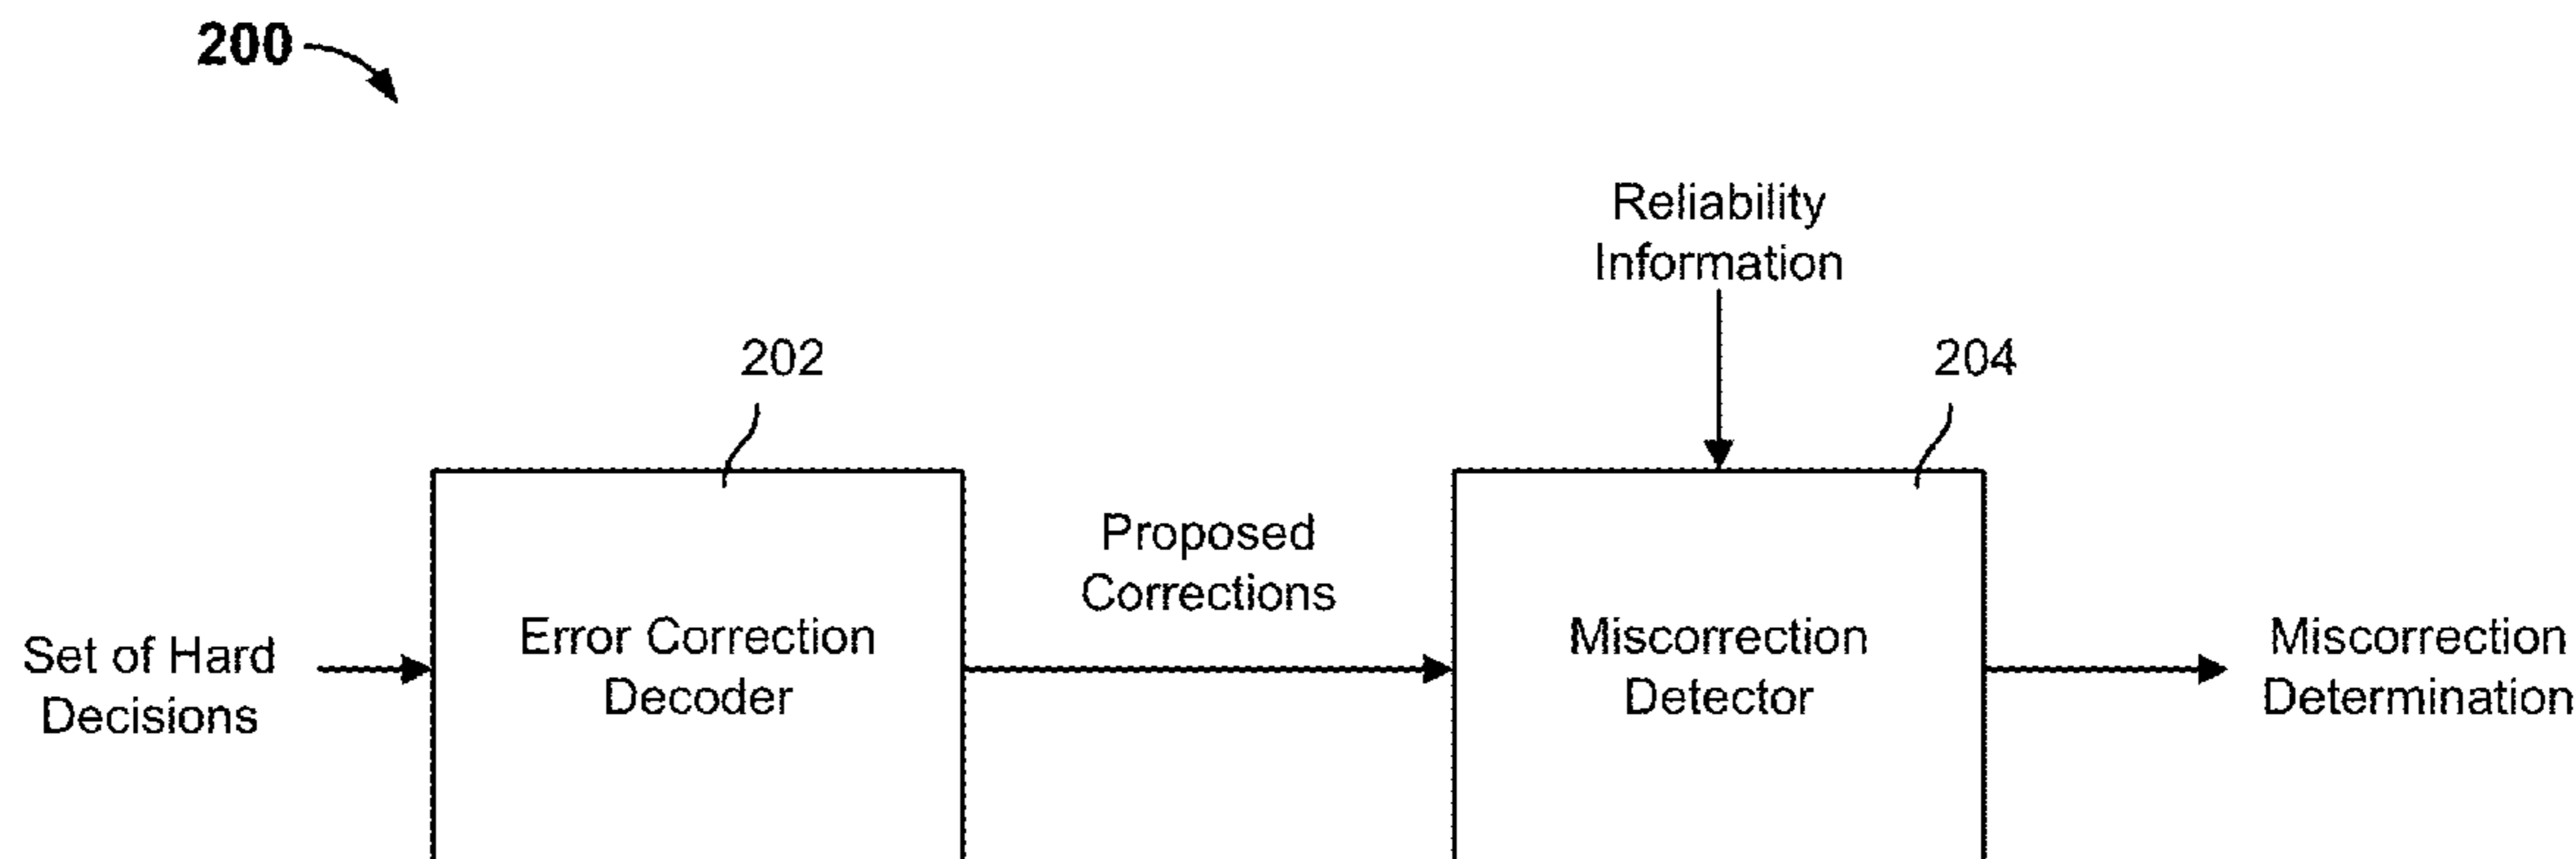 200
Reliability
Information
202
204
Proposed
Corrections
Set of Hard
Decisions
Error Correction
Decoder
Miscorrection
Detector
Miscorrection
Determination